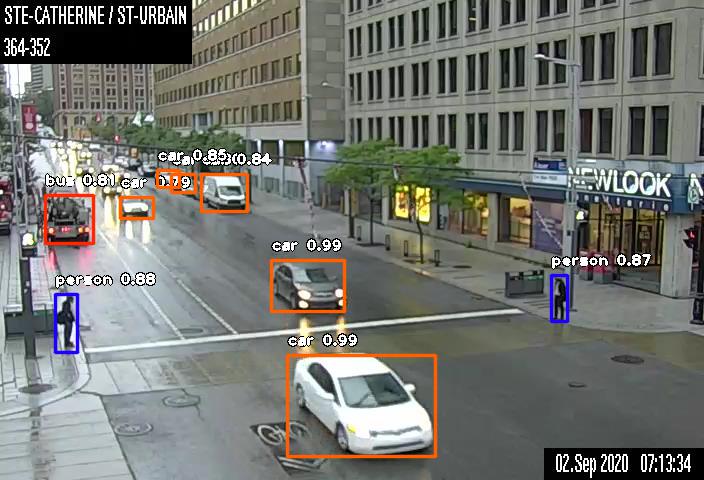 STE-CATHERINE / ST-URBAIN
364-352
car 0.85
0.84
bus 0.81
car
0.79
NEWLOOK
car 0.99
person 0.87
person 0.88
car 0.99
02.Sep 2020 07:13:34